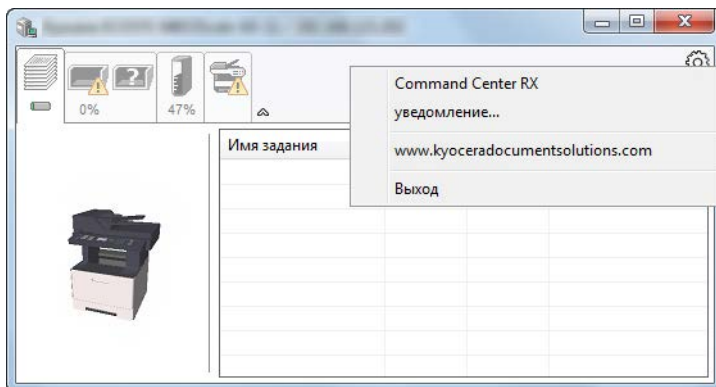 0%
47%
Command Center RX
уведомление...
www.kyoceradocumentsolutions.com
Выход
Имя задания